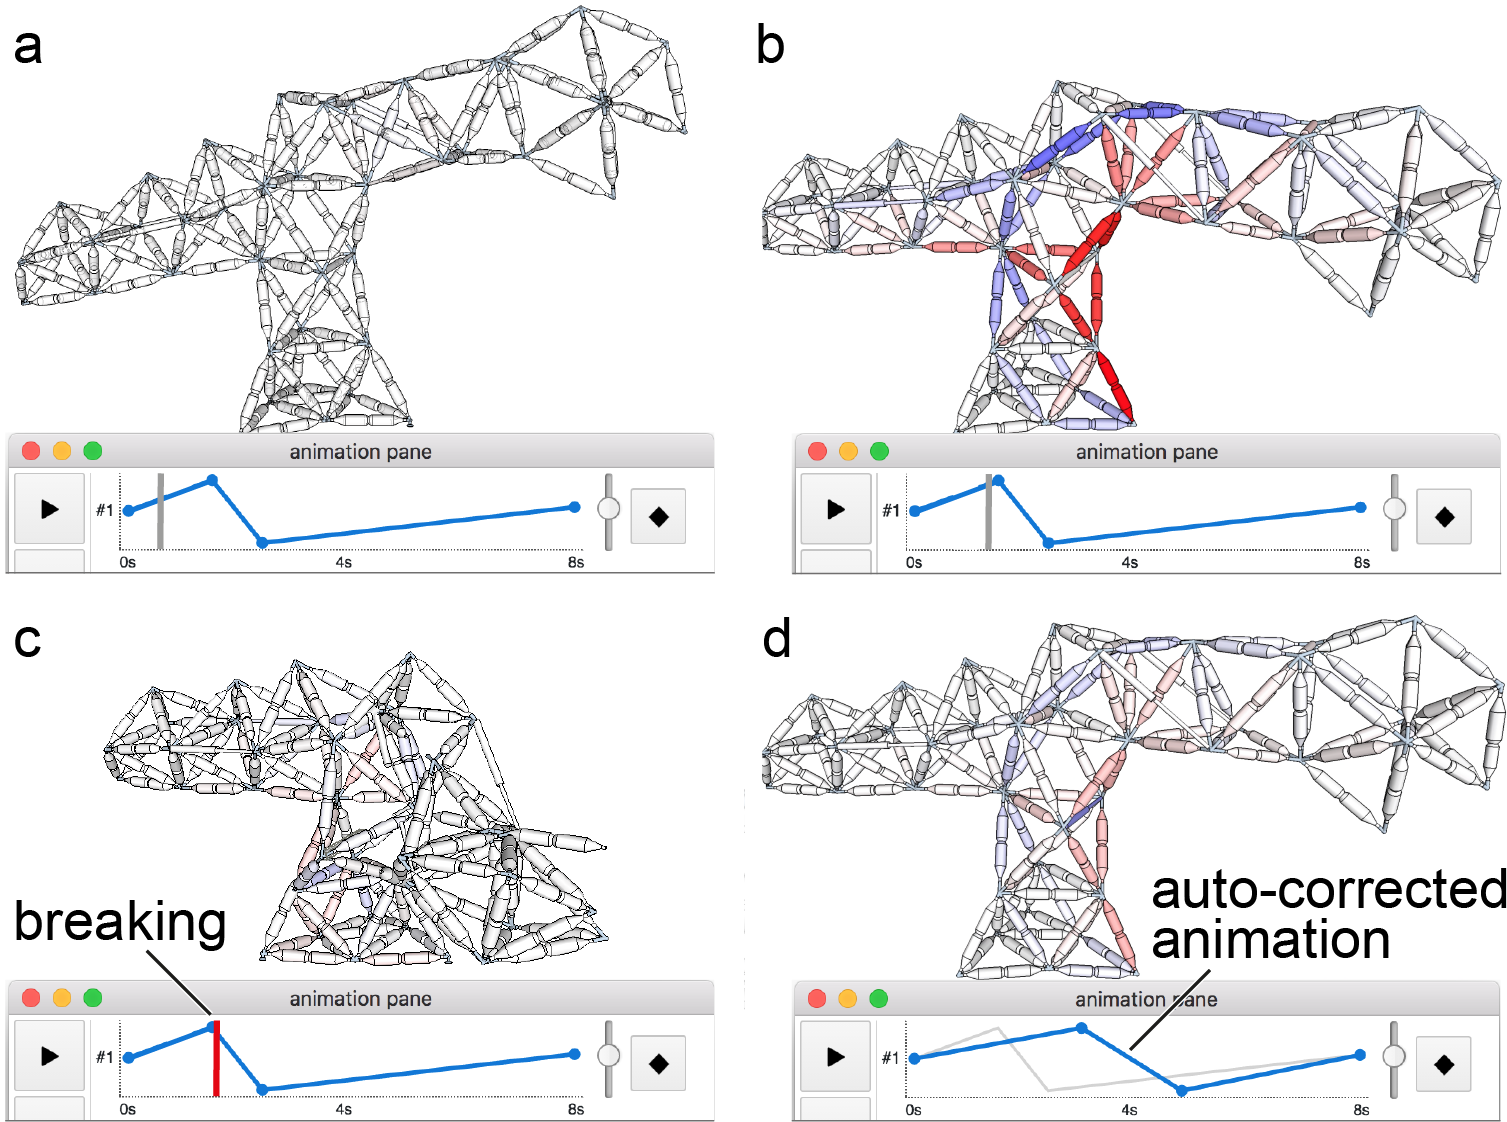 a
b
animation pane
#1
0s 4s 8s
animation pane
#1
0s 4s 8s
c
d
breaking
auto-corrected
animation
animation pane
#1
0s 4s 8s
animation pane
#1
0s 4s 8s